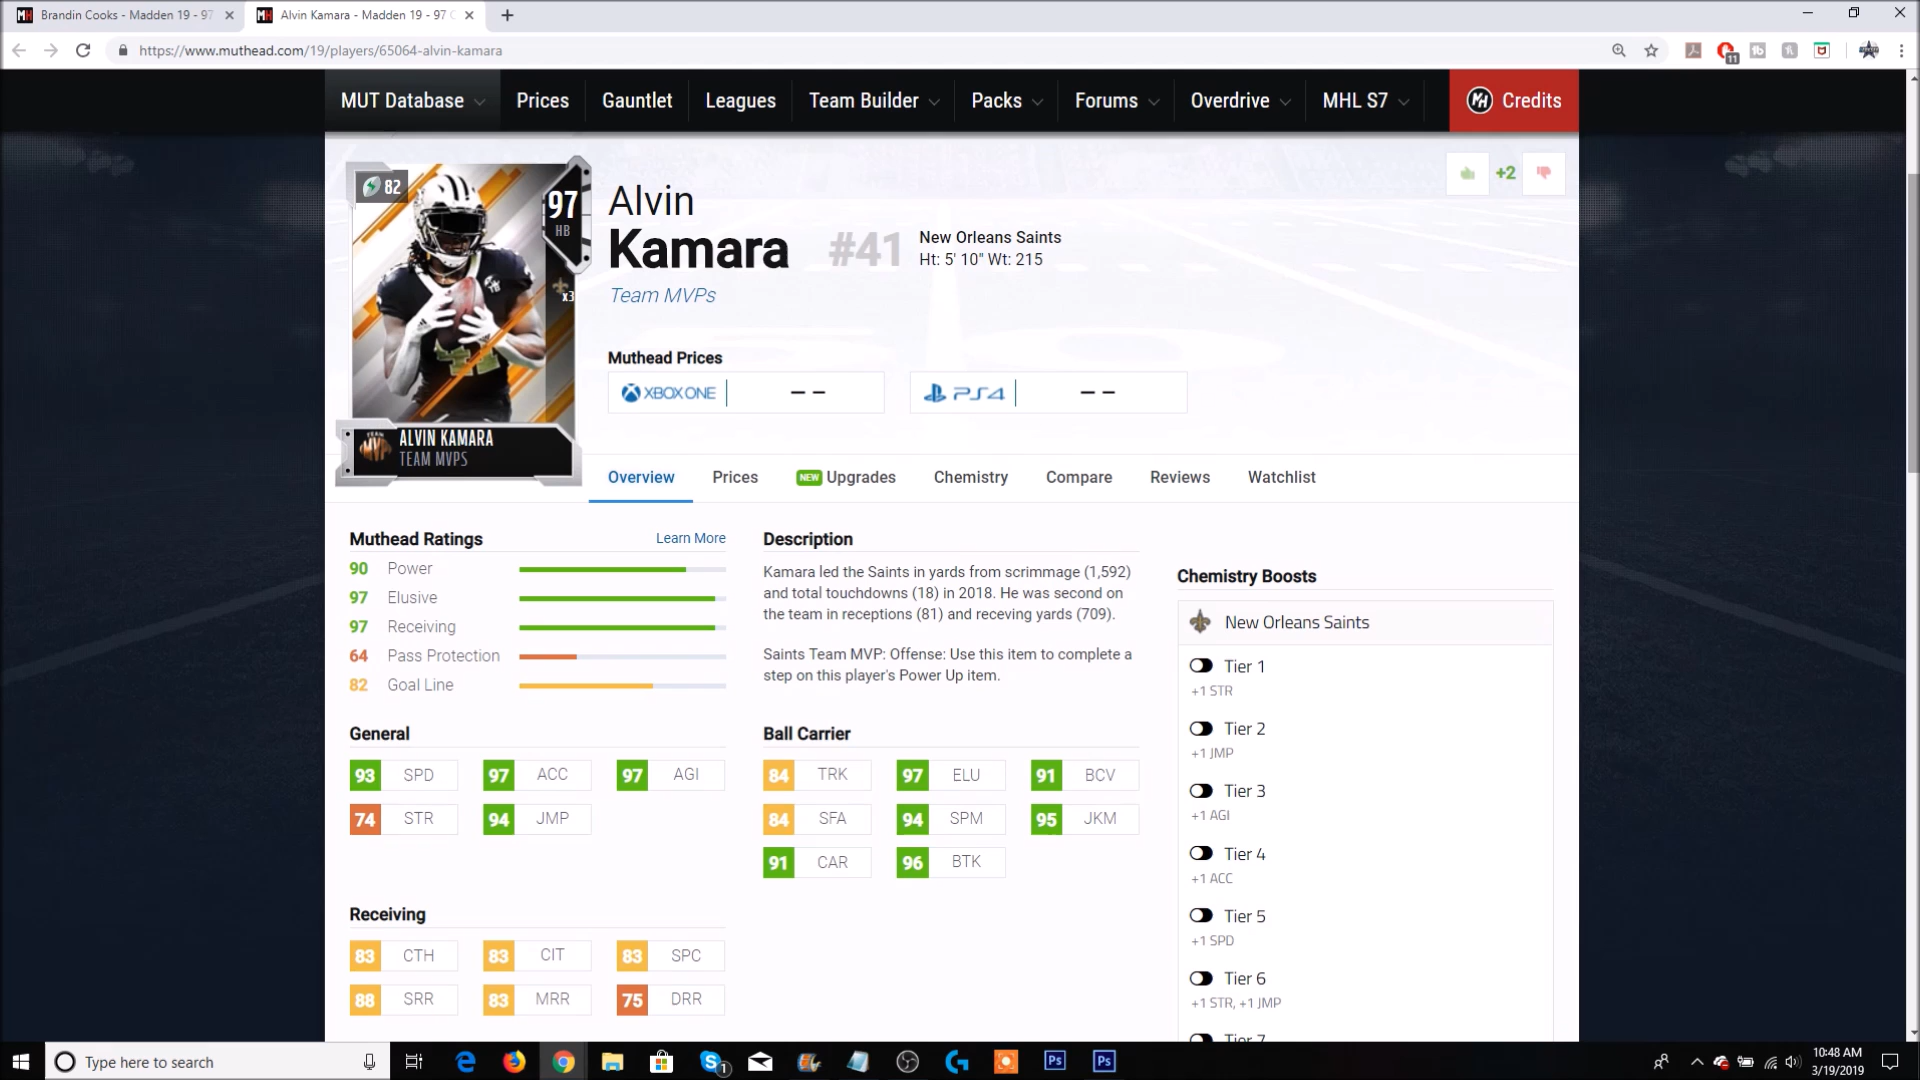 Brandin Cooks - Madden 19 - 97
Alvin Kamara - Madden 19 - 97 C
https://www.muthead.com/19/players/65064-alvin-kamara
11
MUT Database
Prices
Gauntlet
Leagues
Team Builder
Packs
Forums
Overdrive
MHL S7
Credits
82
97
HB
x3
ALVIN KAMARA
TEAM MVPS
Alvin
Kamara
#41
New Orleans Saints
Ht: 5' 10" Wt: 215
Team MVPs
+2
Muthead Prices
XBOX ONE
– –
PS4
– –
Overview
Prices
NEW Upgrades
Chemistry
Compare
Reviews
Watchlist
Muthead Ratings
Learn More
90 Power
97 Elusive
97 Receiving
64 Pass Protection
82 Goal Line
Description
Kamara led the Saints in yards from scrimmage (1,592)
and total touchdowns (18) in 2018. He was second on
the team in receptions (81) and receving yards (709).
Saints Team MVP: Offense: Use this item to complete a
step on this player's Power Up item.
General
93 SPD 97 ACC 97 AGI
74 STR 94 JMP
Ball Carrier
84 TRK 97 ELU 91 BCV
84 SFA 94 SPM 95 JKM
91 CAR 96 BTK
Receiving
83 CTH 83 CIT 83 SPC
88 SRR 83 MRR 75 DRR
Chemistry Boosts
New Orleans Saints
Tier 1
+1 STR
Tier 2
+1 JMP
Tier 3
+1 AGI
Tier 4
+1 ACC
Tier 5
+1 SPD
Tier 6
+1 STR, +1 JMP
Tier 7
Type here to search
1
Ps
Ps
10:48 AM
3/19/2019